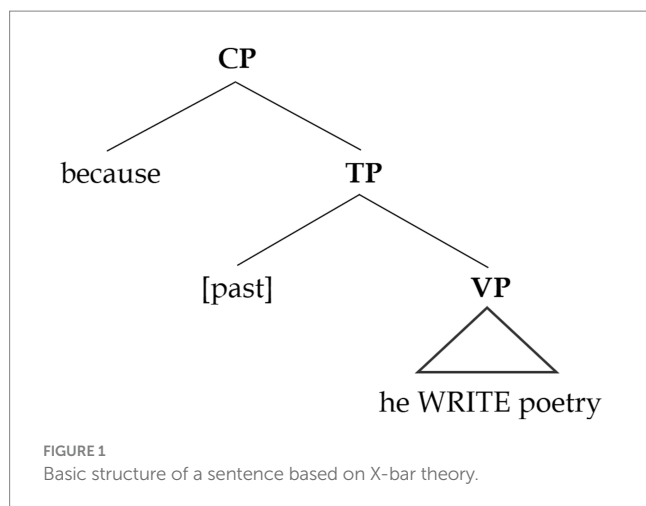 CP
because
TP
[past]
VP
he WRITE poetry
FIGURE 1
Basic structure of a sentence based on X-bar theory.